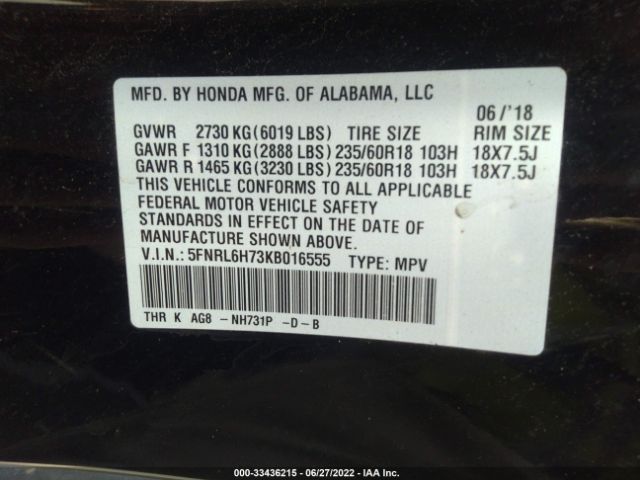 MFD. BY HONDA MFG. OF ALABAMA, LLC
06/'18
GVWR 2730 KG(6019 LBS) TIRE SIZE RIM SIZE
GAWR F 1310 KG(2888 LBS) 235/60R18 103H 18X7.5J
GAWR R 1465 KG(3230 LBS) 235/60R18 103H 18X7.5J
THIS VEHICLE CONFORMS TO ALL APPLICABLE
FEDERAL MOTOR VEHICLE SAFETY
STANDARDS IN EFFECT ON THE DATE OF
MANUFACTURE SHOWN ABOVE.
V.I.N.: 5FNRL6H73KB016555 TYPE: MPV
THR K AG8 -NH731P -D-B
000-33436215 - 06/27/2022 - IAA Inc.